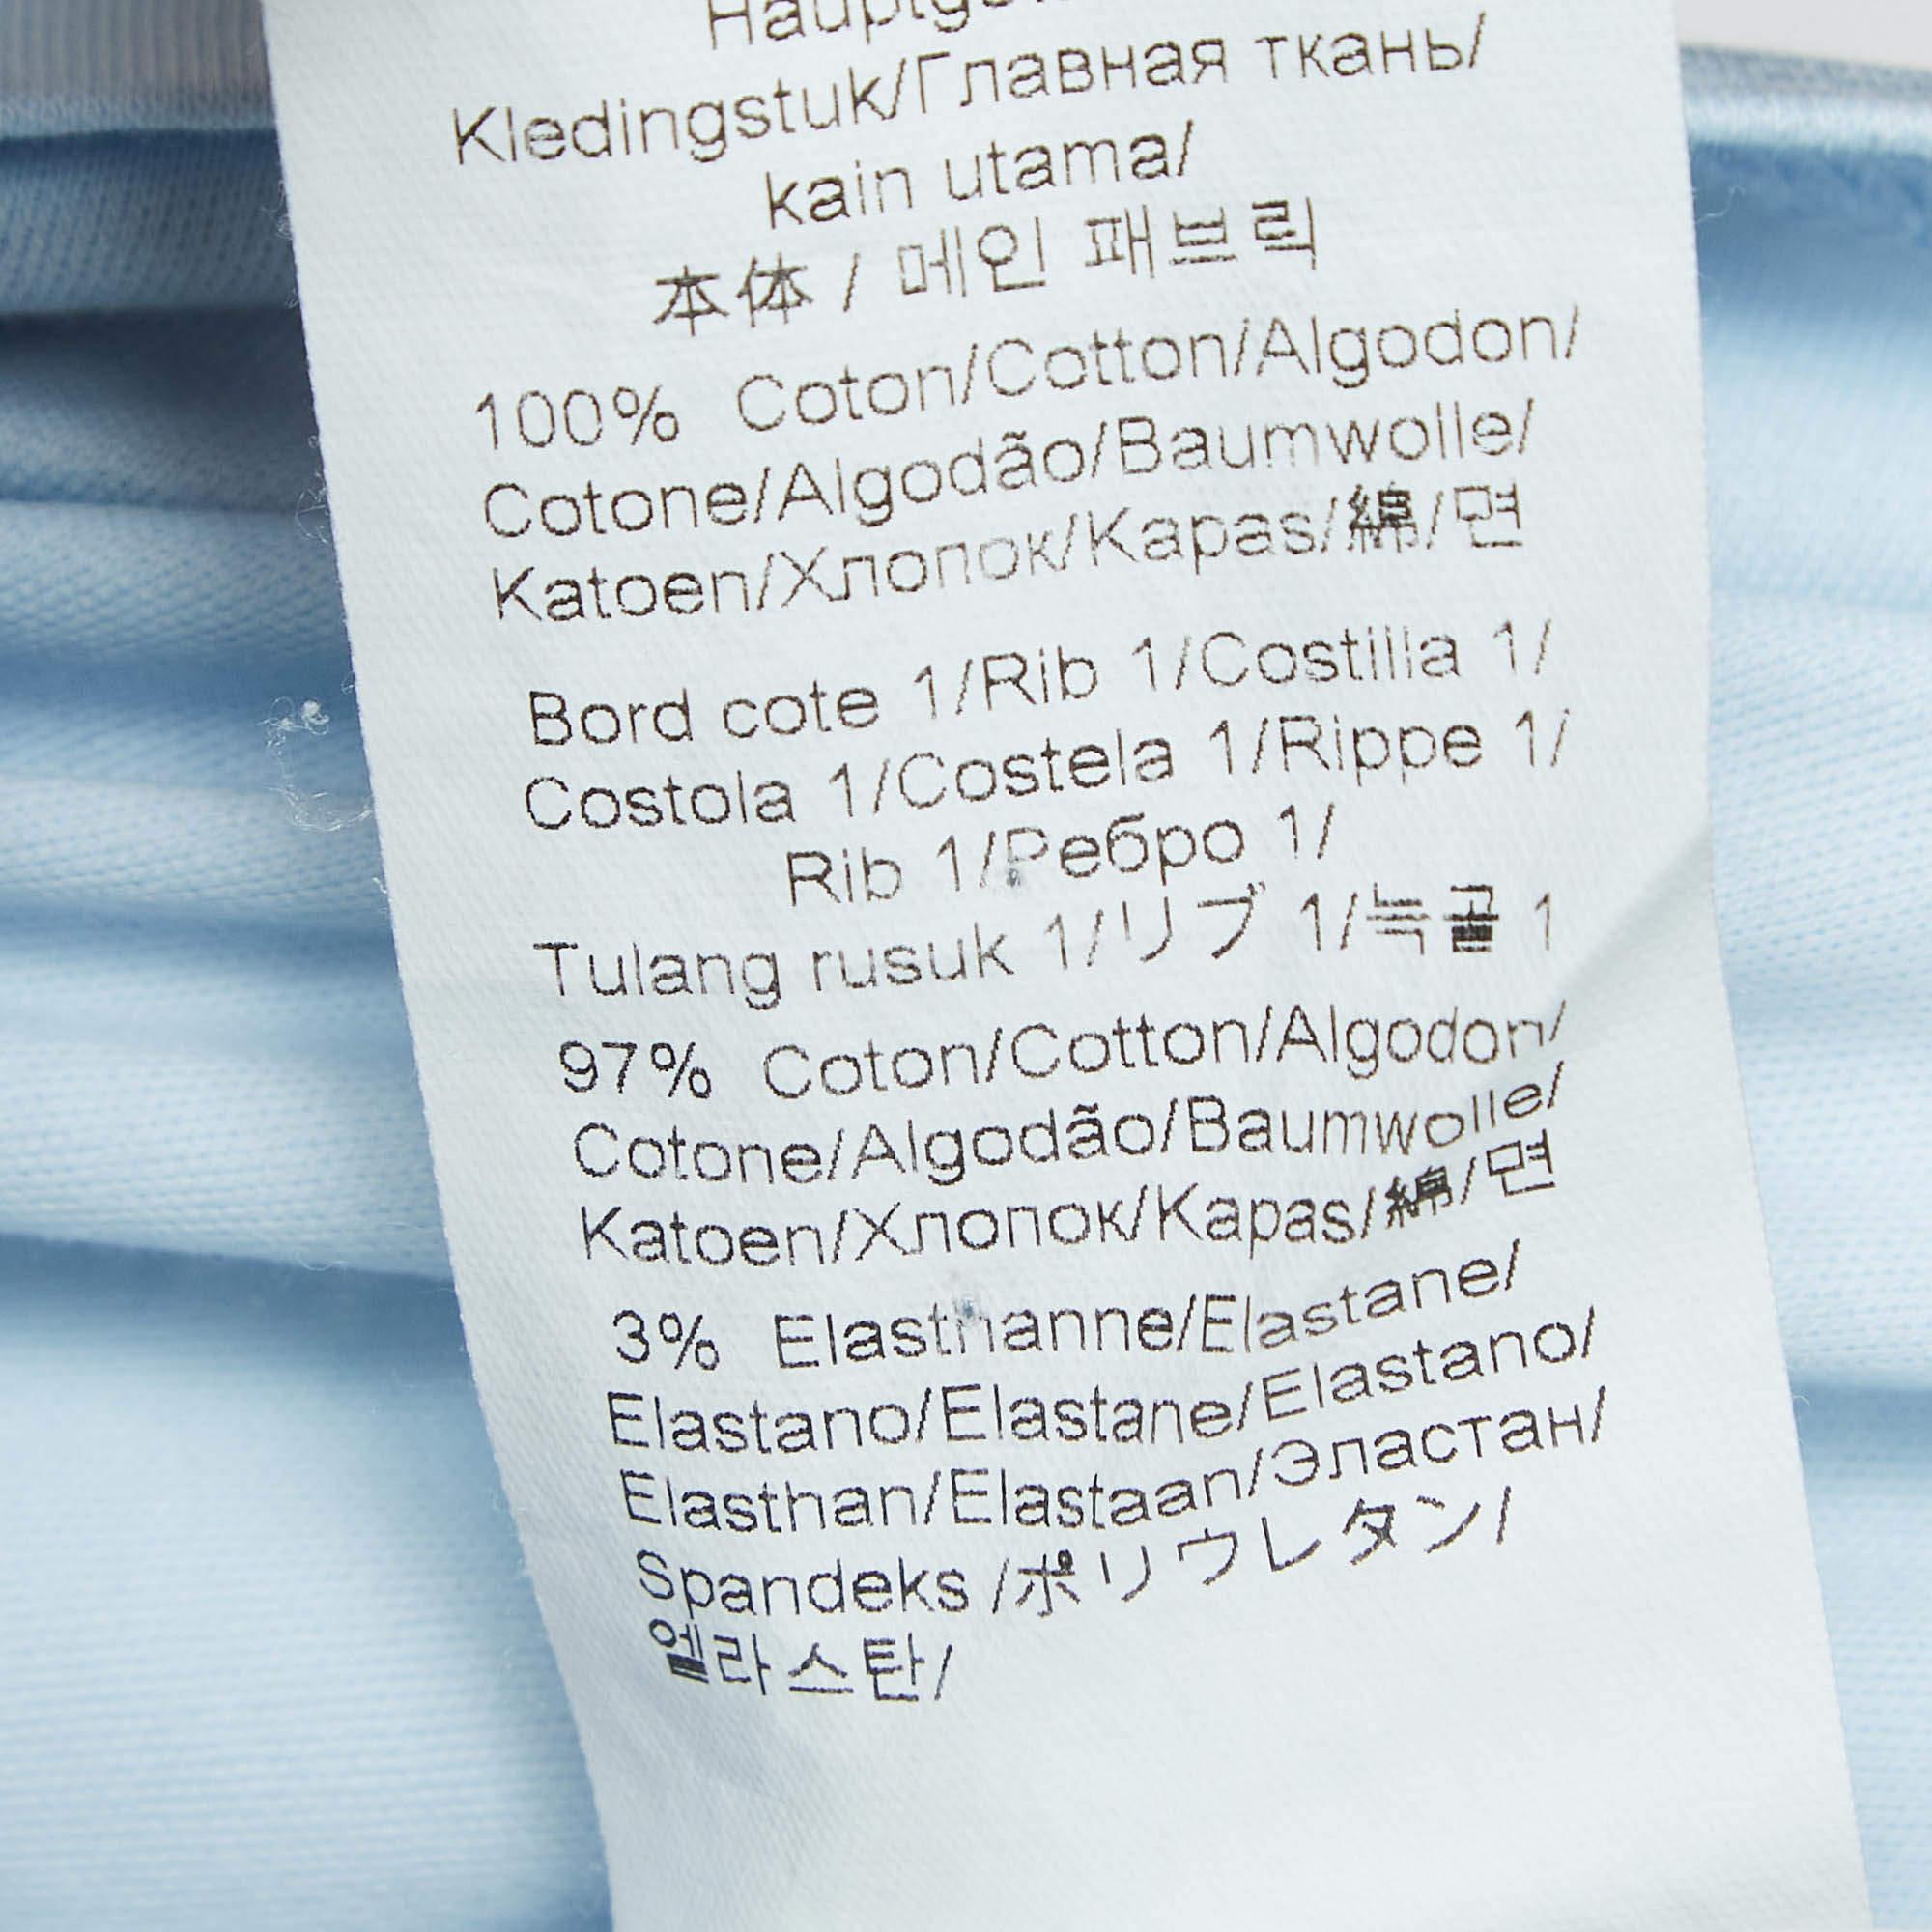 Kledingstuk/Главная ткань/
kain utama/
本体 / 메인 패브릭
100% Coton/Cotton/Algodon/
Cotone/Algodão/Baumwolle/
Katoen/Хлопок/Kapas/綿/면
Bord cote 1/Rib 1/Costilla 1/
Costola 1/Costela 1/Rippe 1/
Rib 1/Ребро 1/
Tulang rusuk 1/リブ 1/늑골 1
97% Coton/Cotton/Algodon/
Cotone/Algodão/Baumwolle/
Katoen/Хлопок/Kapas/綿/면
3% Elasthanne/Elastane/
Elastano/Elastane/Elastano/
Elasthan/Elastaan/Эластан/
Spandeks /ポリウレタン/
엘라스탄/